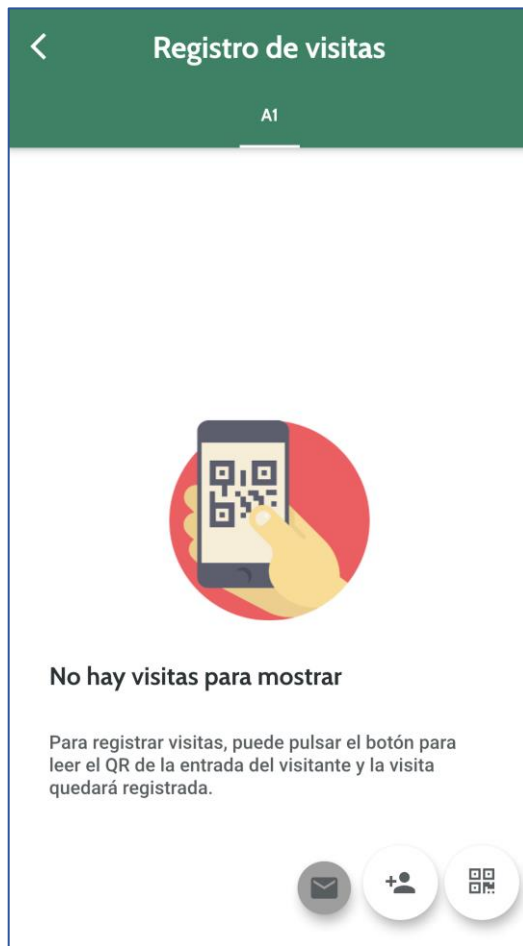 Registro de visitas
A1
No hay visitas para mostrar
Para registrar visitas, puede pulsar el botón para
leer el QR de la entrada del visitante y la visita
quedará registrada.